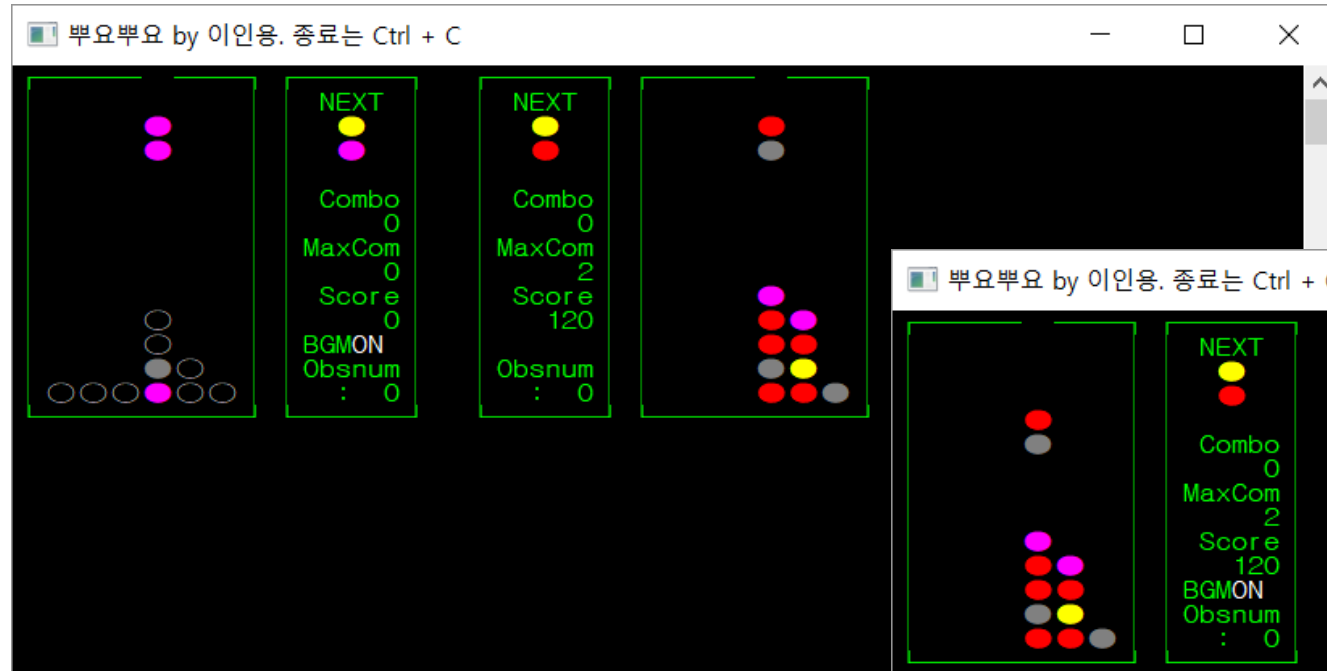 뿌요뿌요 by 이인용. 종료는 Ctrl + C
NEXT
Combo
0
MaxCom
0
Score
0
BGMON
Obsnum
: 0
NEXT
Combo
0
MaxCom
2
Score
120
Obsnum
: 0
뿌요뿌요 by 이인용. 종료는 Ctrl +
NEXT
Combo
0
MaxCom
2
Score
120
BGMON
Obsnum
: 0